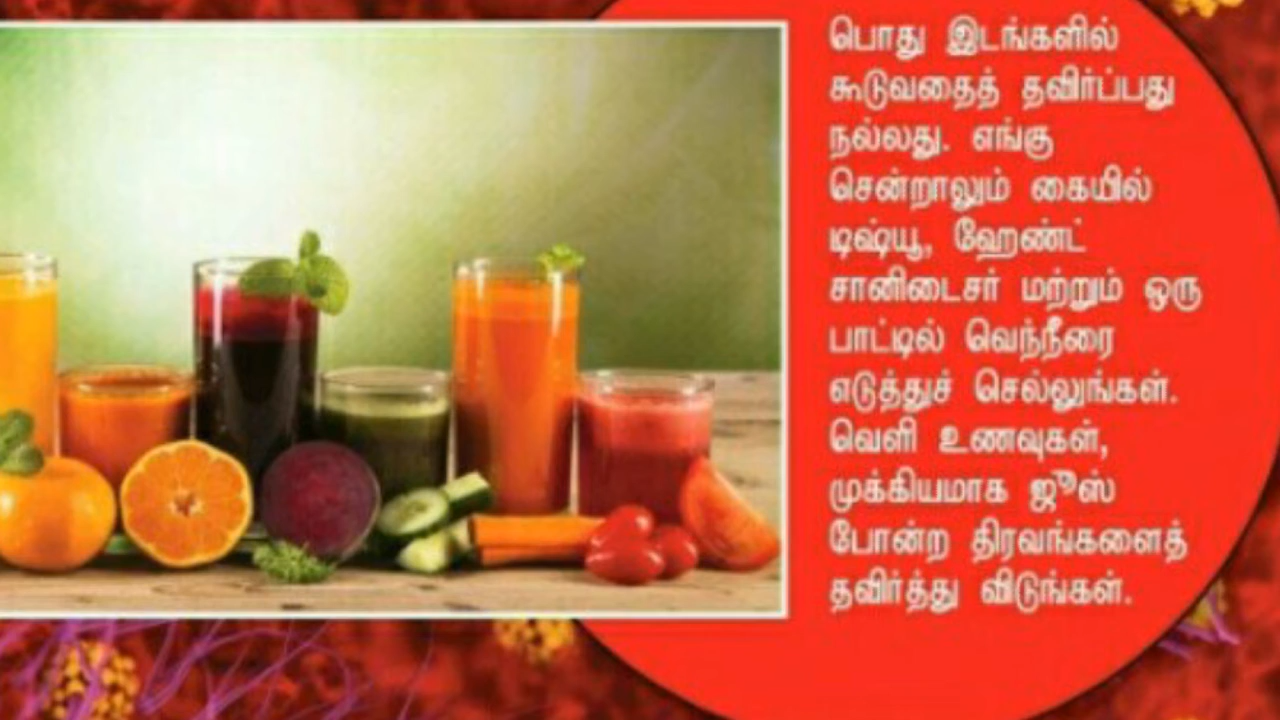 பொது இடங்களில்
கூடுவதைத் தவிர்ப்பது
நல்லது. எங்கு
சென்றாலும் கையில்
டிஷ்யூ, ஹேண்ட்
சானிடைசர் மற்றும் ஒரு
பாட்டில் வெந்நீரை
எடுத்துச் செல்லுங்கள்.
வெளி உணவுகள்,
முக்கியமாக ஜூஸ்
போன்ற திரவங்களைத்
தவிர்த்து விடுங்கள்.